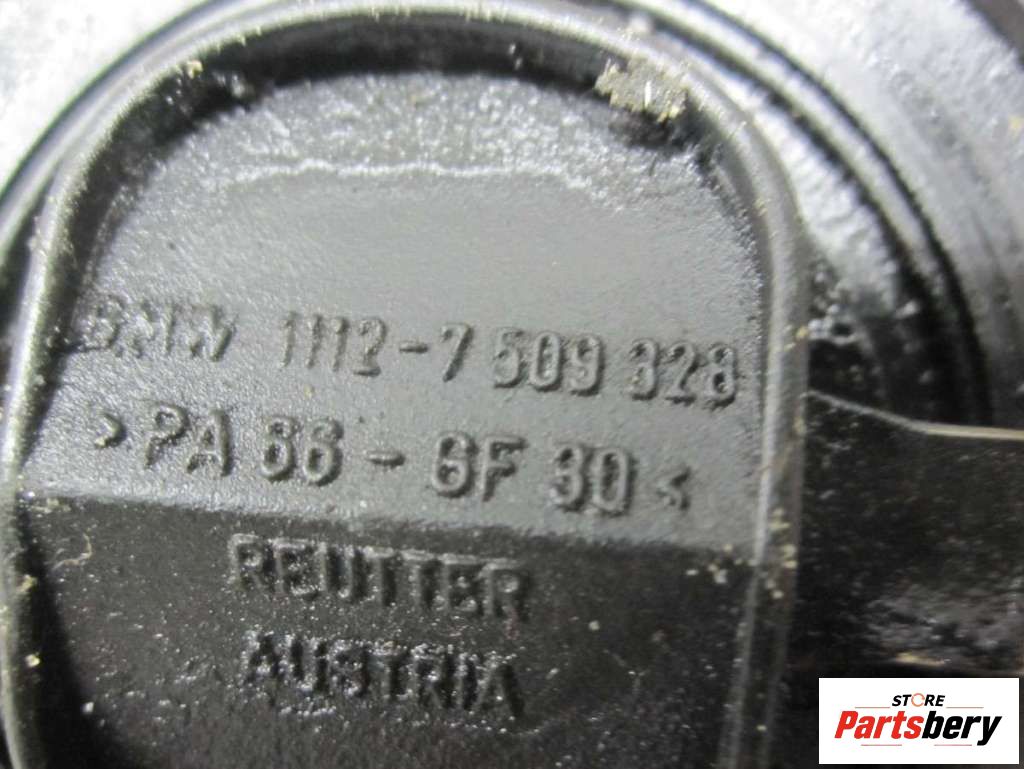 BMW 1112-7 509 328
>PA 66 - GF 30<
REUTTER
AUSTRIA
STORE
Partsbery